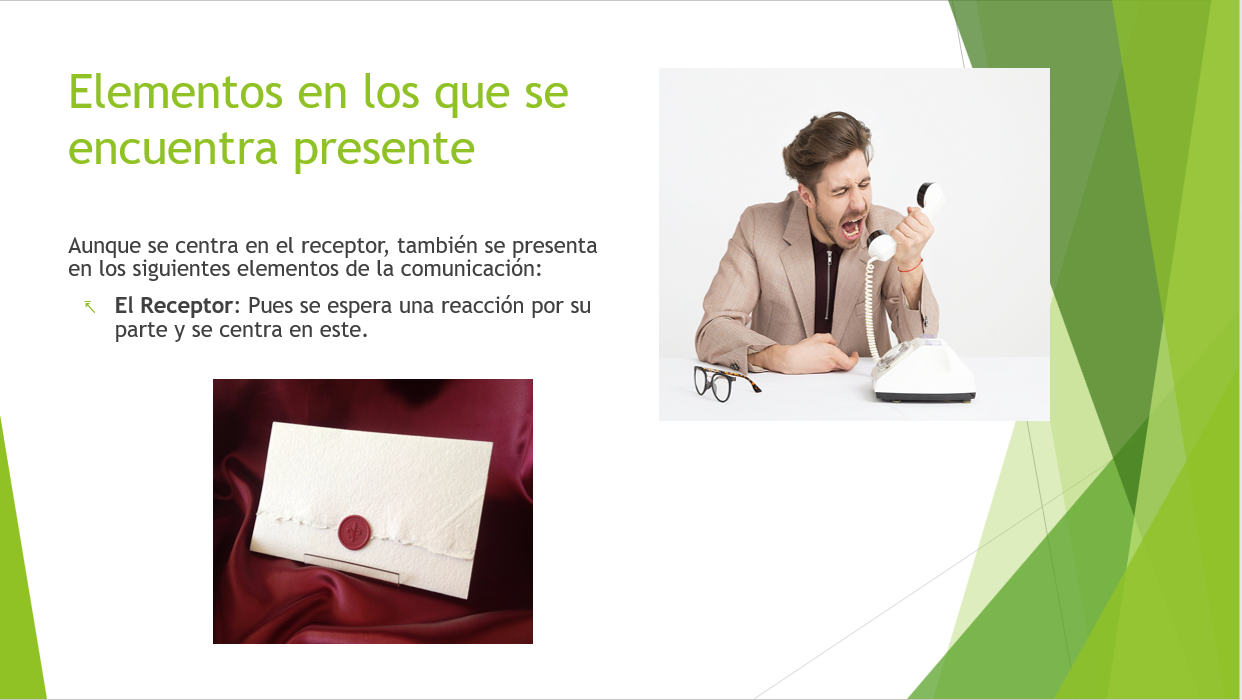 Elementos en los que se
encuentra presente
Aunque se centra en el receptor, también se presenta
en los siguientes elementos de la comunicación:
El Receptor: Pues se espera una reacción por su
parte y se centra en este.